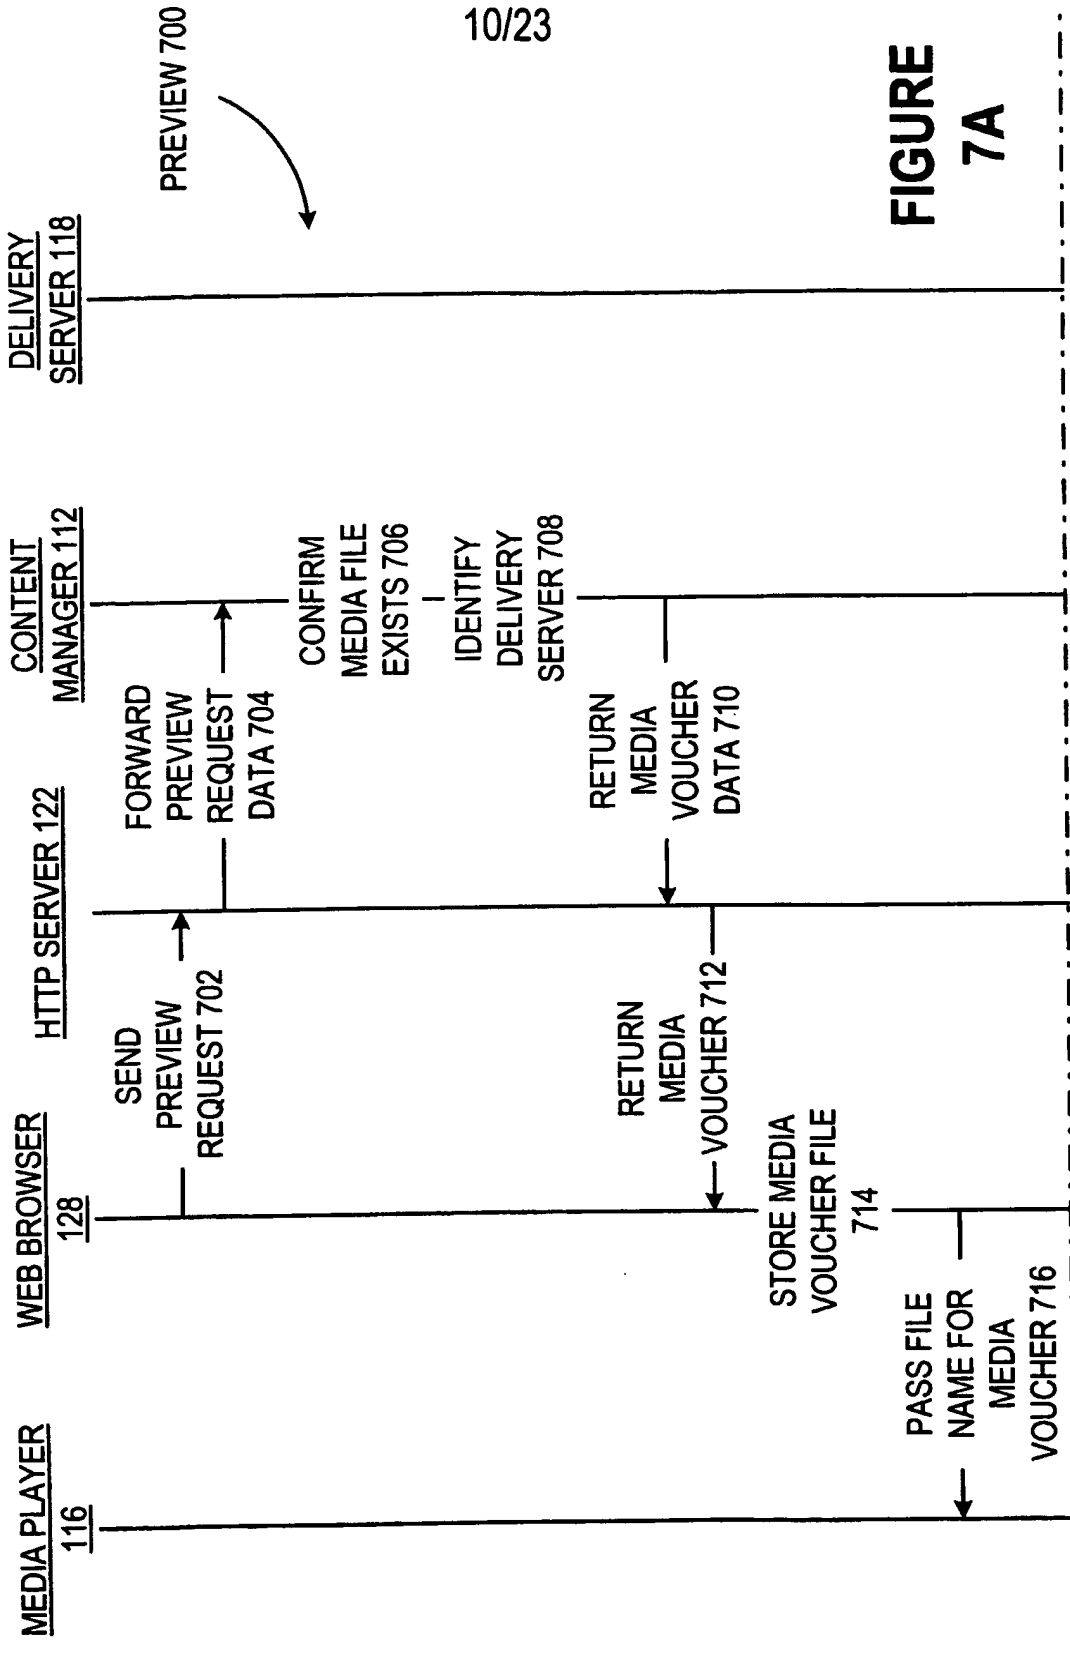 10/23
PREVIEW 700
MEDIA PLAYER
116
WEB BROWSER
128
HTTP SERVER 122
CONTENT
MANAGER 112
DELIVERY
SERVER 118
SEND
PREVIEW
REQUEST 702
FORWARD
PREVIEW
REQUEST
DATA 704
CONFIRM
MEDIA FILE
EXISTS 706
IDENTIFY
DELIVERY
SERVER 708
RETURN
MEDIA
VOUCHER
DATA 710
RETURN
MEDIA
VOUCHER 712
STORE MEDIA
VOUCHER FILE
714
PASS FILE
NAME FOR
MEDIA
VOUCHER 716
FIGURE
7A